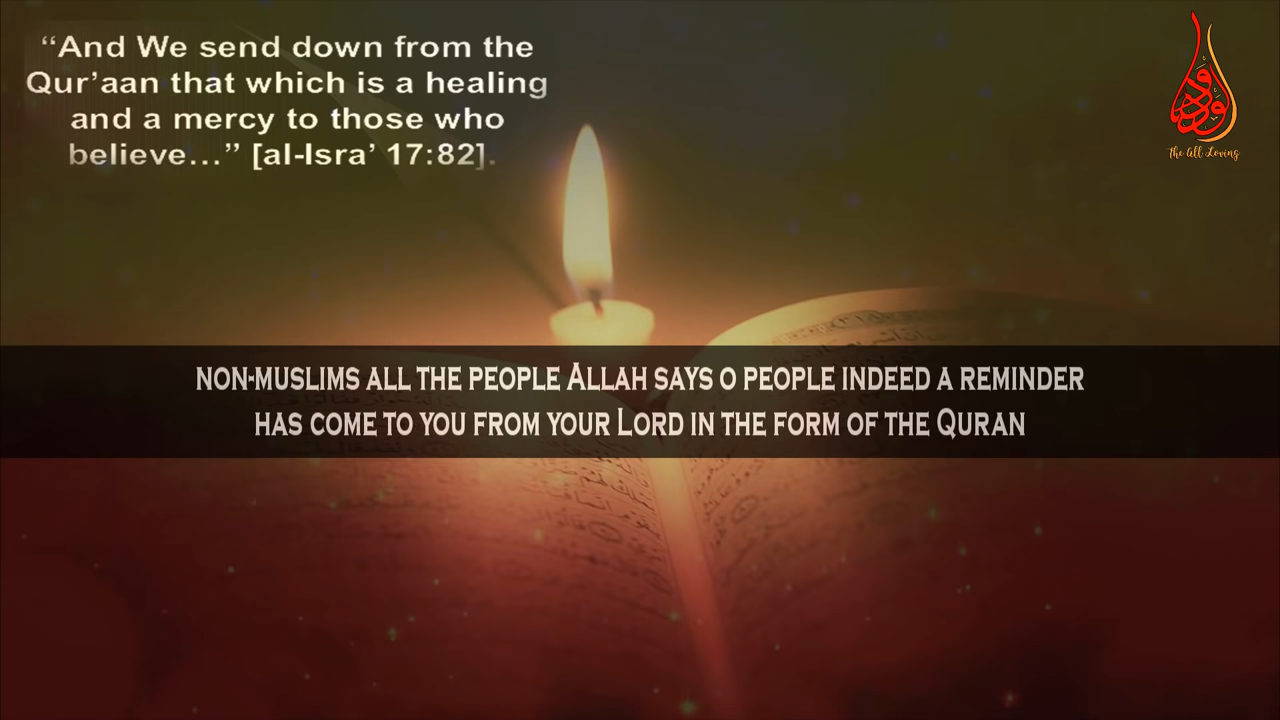 “And We send down from the
Qur’aan that which is a healing
and a mercy to those who
believe…” [al-Isra’ 17:82].
The All Loving
NON-MUSLIMS ALL THE PEOPLE ALLAH SAYS O PEOPLE INDEED A REMINDER
HAS COME TO YOU FROM YOUR LORD IN THE FORM OF THE QURAN